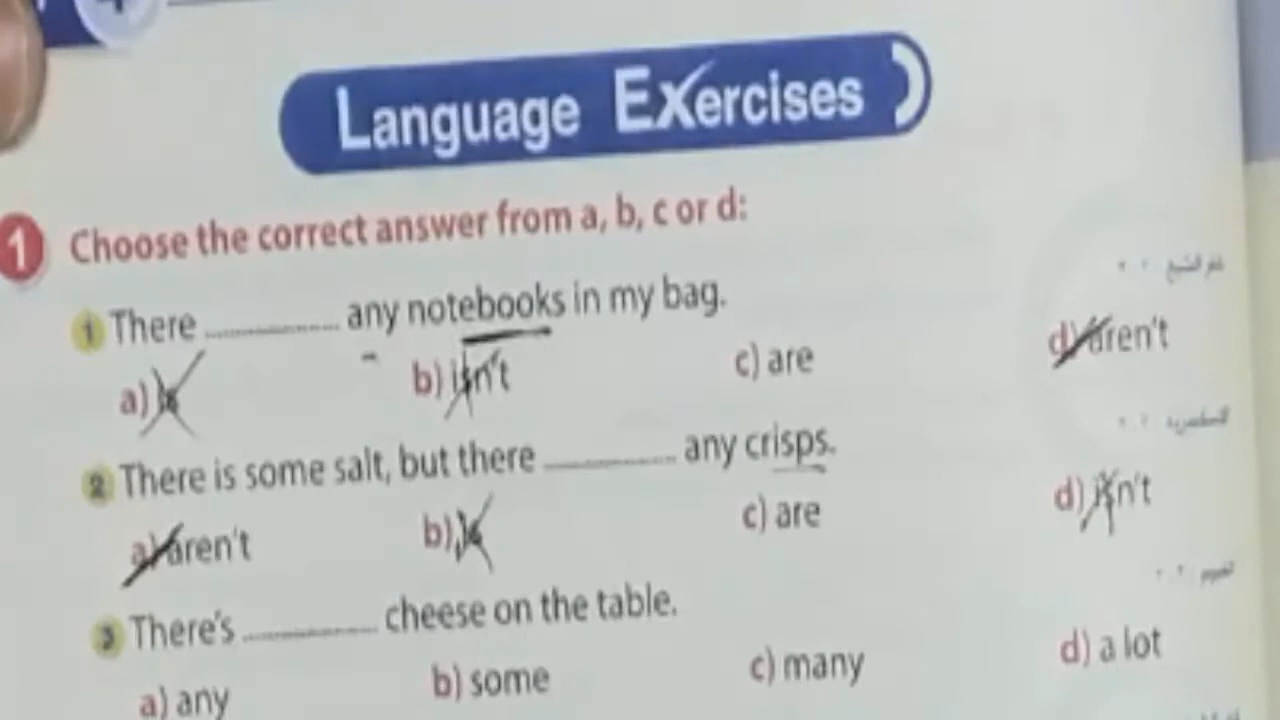 Language Exercises
1 Choose the correct answer from a, b, c or d:
1 There ............ any notebooks in my bag.
a) is b) isn't c) are d) aren't
2 There is some salt, but there ............ any crisps.
a) aren't b) is c) are d) isn't
3 There's ............ cheese on the table.
a) any b) some c) many d) a lot